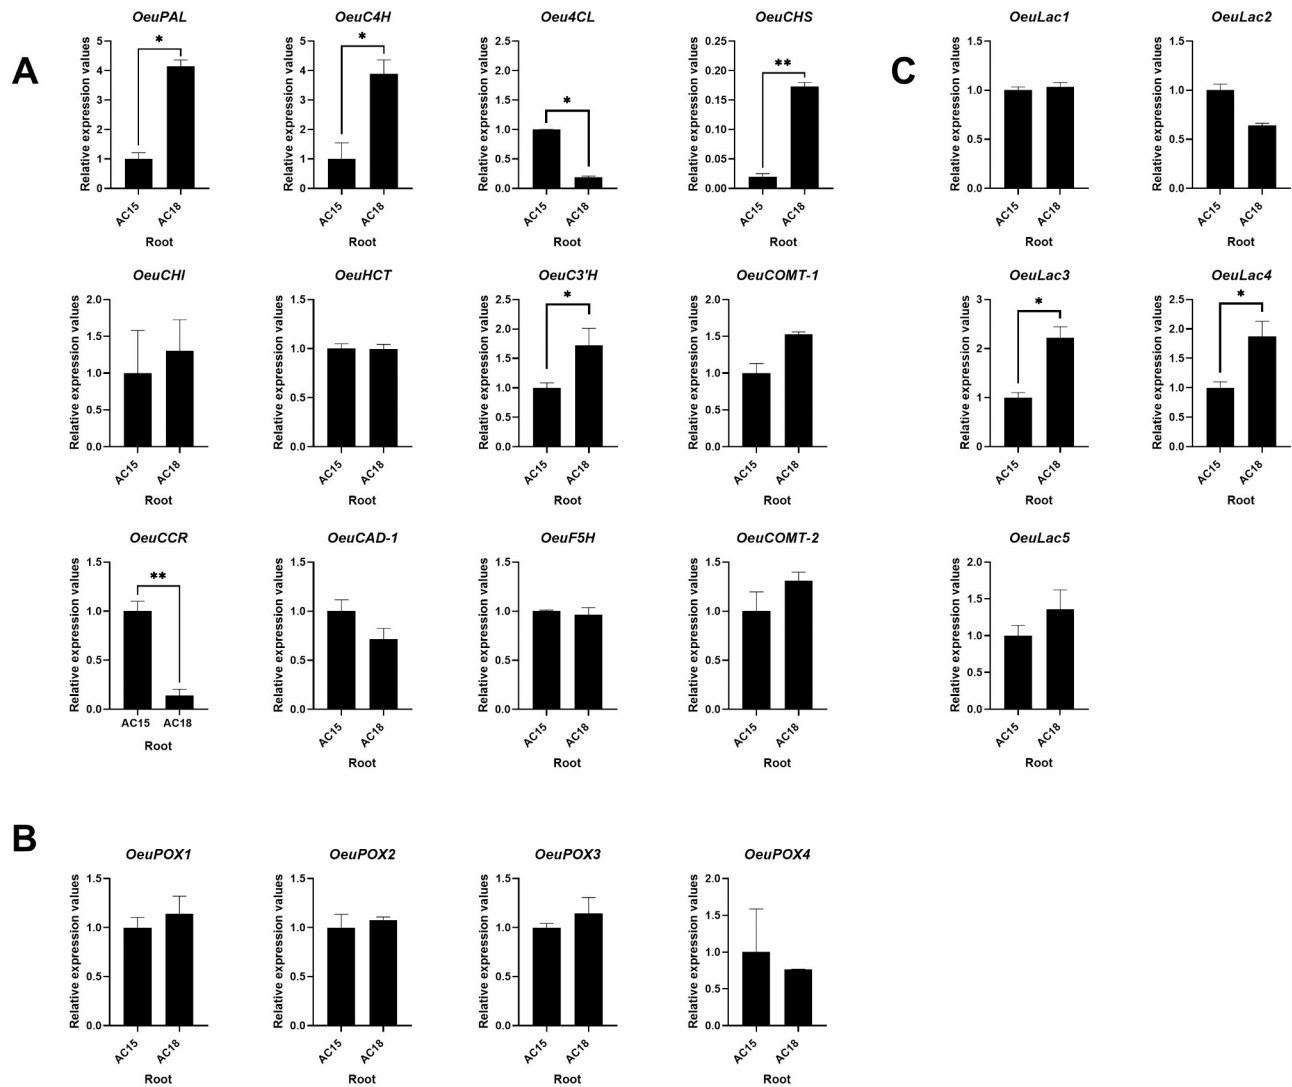 A
OeuPAL
Relative expression values
5
4
3
2
1
0
*
AC15 AC18
Root
OeuC4H
Relative expression values
5
4
3
2
1
0
*
AC15 AC18
Root
Oeu4CL
Relative expression values
2.5
2.0
1.5
1.0
0.5
0.0
*
AC15 AC18
Root
OeuCHS
Relative expression values
0.25
0.20
0.15
0.10
0.05
0.00
**
AC15 AC18
Root
OeuCHI
Relative expression values
2.0
1.5
1.0
0.5
0.0
AC15 AC18
Root
OeuHCT
Relative expression values
1.5
1.0
0.5
0.0
AC15 AC18
Root
OeuC3'H
Relative expression values
2.5
2.0
1.5
1.0
0.5
0.0
*
AC15 AC18
Root
OeuCOMT-1
Relative expression values
2.0
1.5
1.0
0.5
0.0
AC15 AC18
Root
OeuCCR
Relative expression values
1.5
1.0
0.5
0.0
**
AC15 AC18
Root
OeuCAD-1
Relative expression values
1.5
1.0
0.5
0.0
AC15 AC18
Root
OeuF5H
Relative expression values
1.5
1.0
0.5
0.0
AC15 AC18
Root
OeuCOMT-2
Relative expression values
1.5
1.0
0.5
0.0
AC15 AC18
Root
B
OeuPOX1
Relative expression values
1.5
1.0
0.5
0.0
AC15 AC18
Root
OeuPOX2
Relative expression values
1.5
1.0
0.5
0.0
AC15 AC18
Root
OeuPOX3
Relative expression values
1.5
1.0
0.5
0.0
AC15 AC18
Root
OeuPOX4
Relative expression values
2.0
1.5
1.0
0.5
0.0
AC15 AC18
Root
C
OeuLac1
Relative expression values
1.5
1.0
0.5
0.0
AC15 AC18
Root
OeuLac2
Relative expression values
1.5
1.0
0.5
0.0
AC15 AC18
Root
OeuLac3
Relative expression values
3
2
1
0
*
AC15 AC18
Root
OeuLac4
Relative expression values
2.5
2.0
1.5
1.0
0.5
0.0
*
AC15 AC18
Root
OeuLac5
Relative expression values
2.0
1.5
1.0
0.5
0.0
AC15 AC18
Root